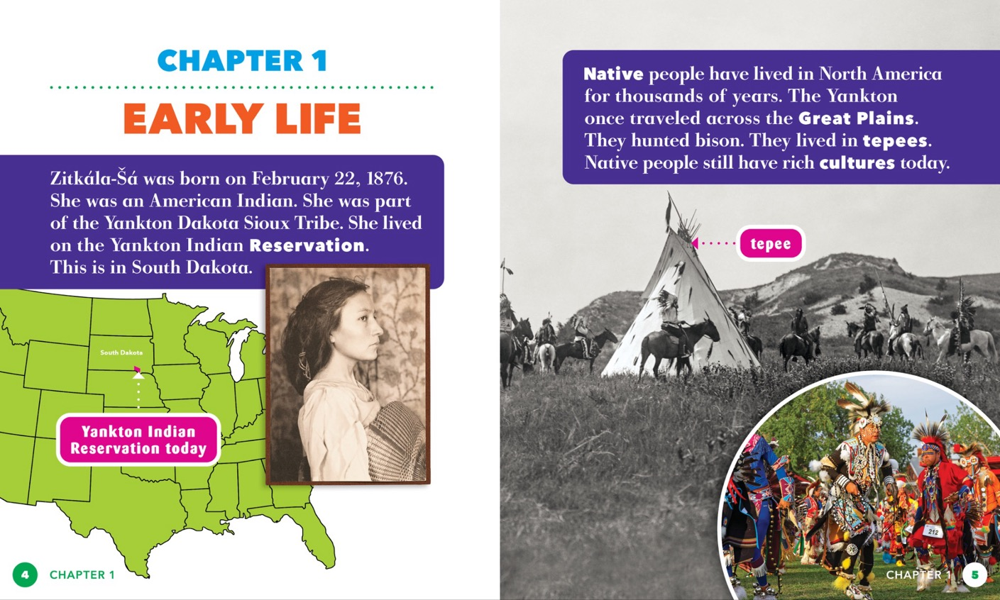 CHAPTER 1
EARLY LIFE
Zitkála-Šá was born on February 22, 1876.
She was an American Indian. She was part
of the Yankton Dakota Sioux Tribe. She lived
on the Yankton Indian Reservation.
This is in South Dakota.
South Dakota
Yankton Indian
Reservation today
4 CHAPTER 1
Native people have lived in North America
for thousands of years. The Yankton
once traveled across the Great Plains.
They hunted bison. They lived in tepees.
Native people still have rich cultures today.
tepee
212
CHAPTER 1 5